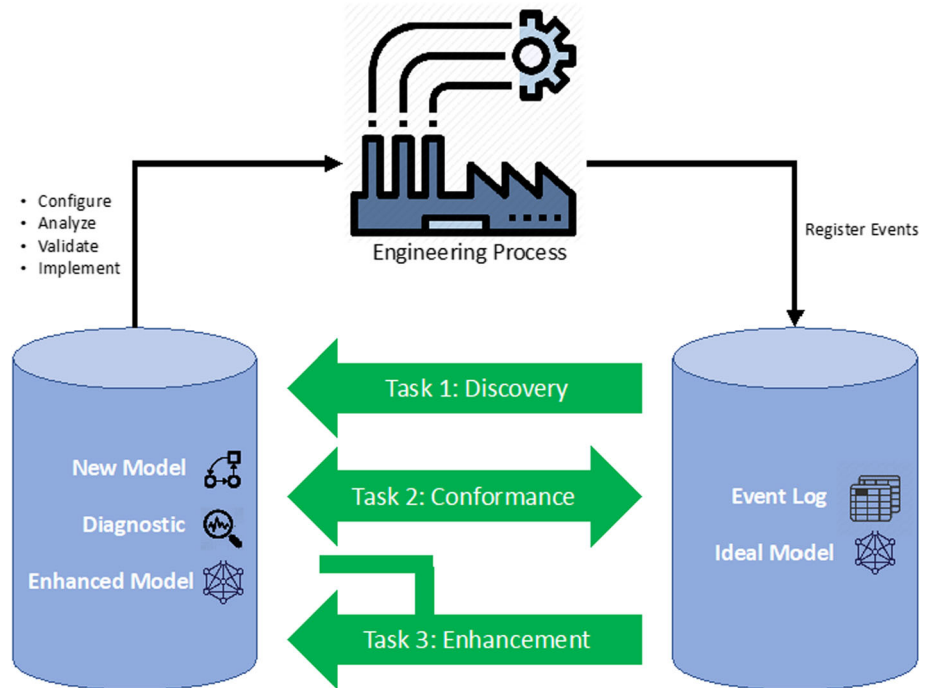 Engineering Process
• Configure
• Analyze
• Validate
• Implement
Register Events
Task 1: Discovery
Task 2: Conformance
Task 3: Enhancement
New Model
Diagnostic
Enhanced Model
Event Log
Ideal Model